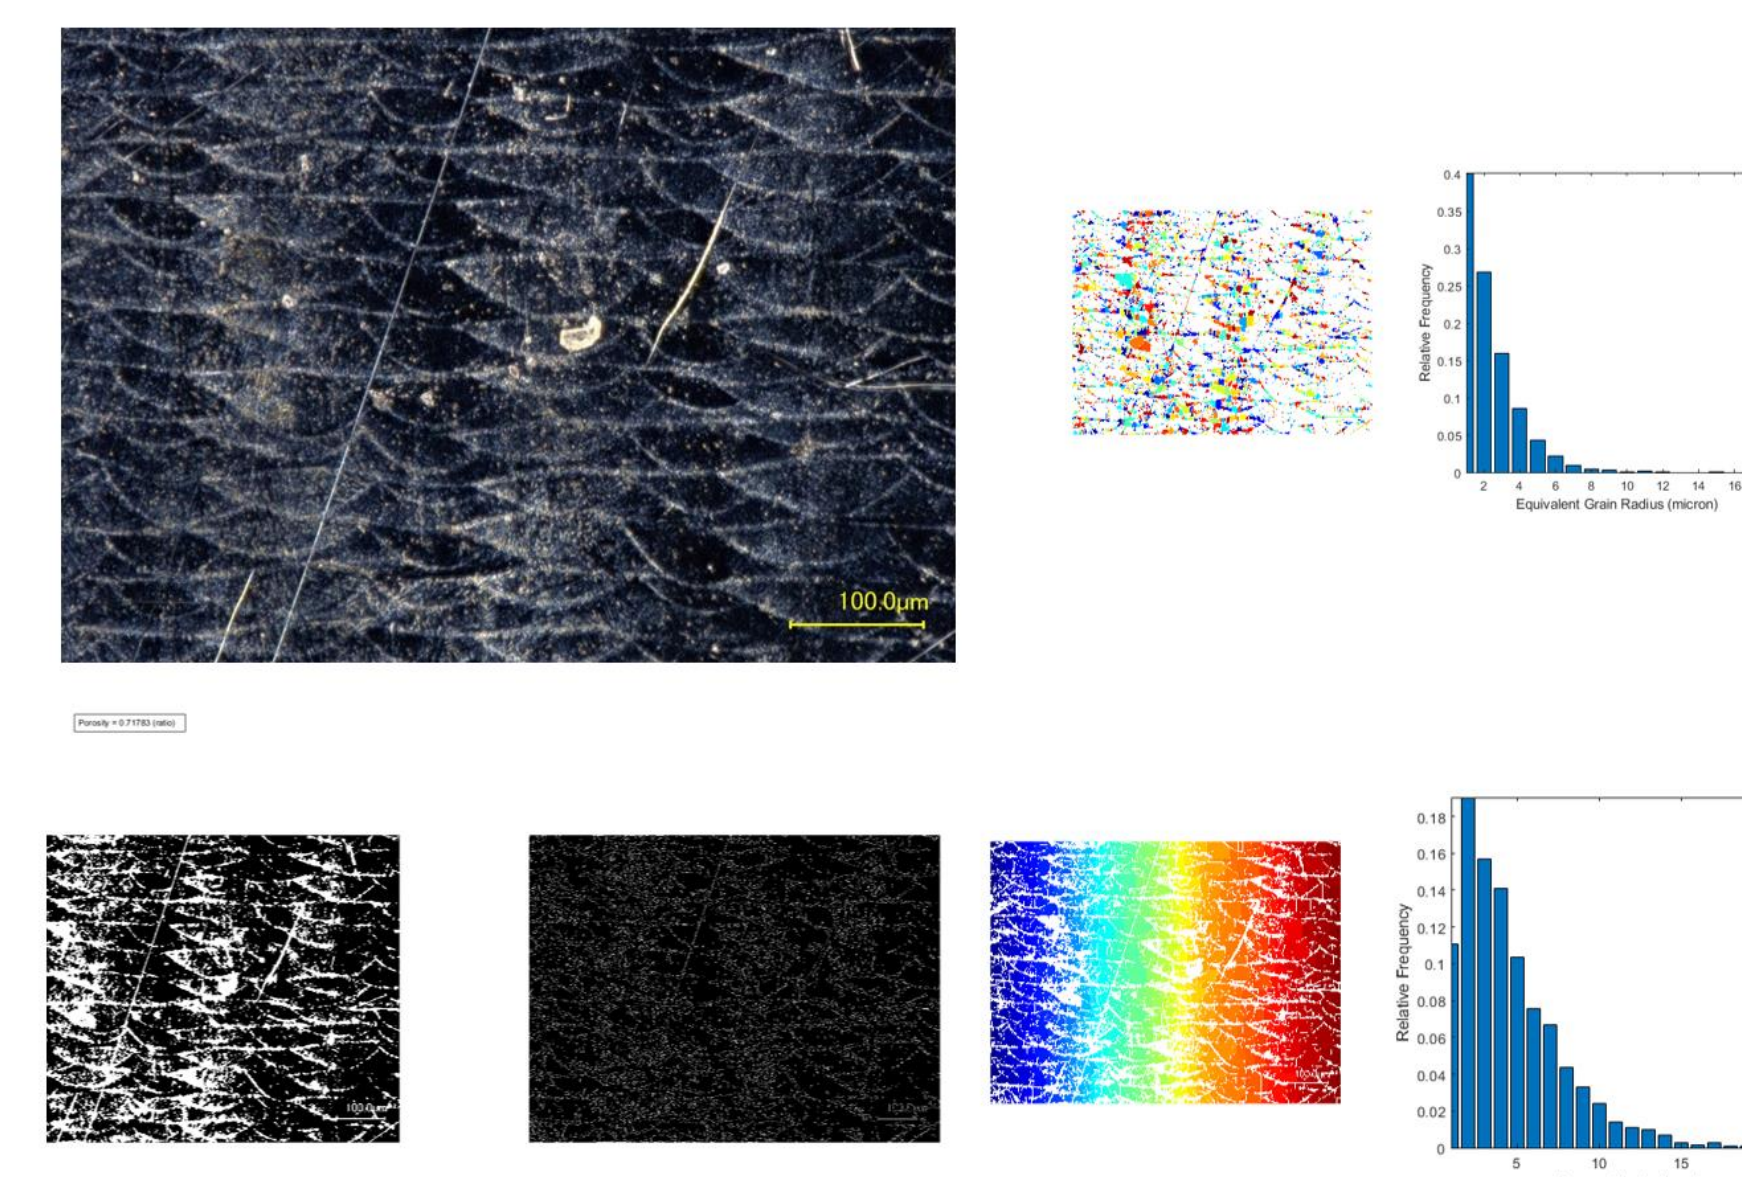 100.0µm
0.4
0.35
0.3
0.25
0.2
0.15
0.1
0.05
0
2 4 6 8 10 12 14 16
Relative Frequency
Equivalent Grain Radius (micron)
Porosity = 0.71783 (ratio)
0.18
0.16
0.14
0.12
0.1
0.08
0.06
0.04
0.02
0
5 10 15
Relative Frequency